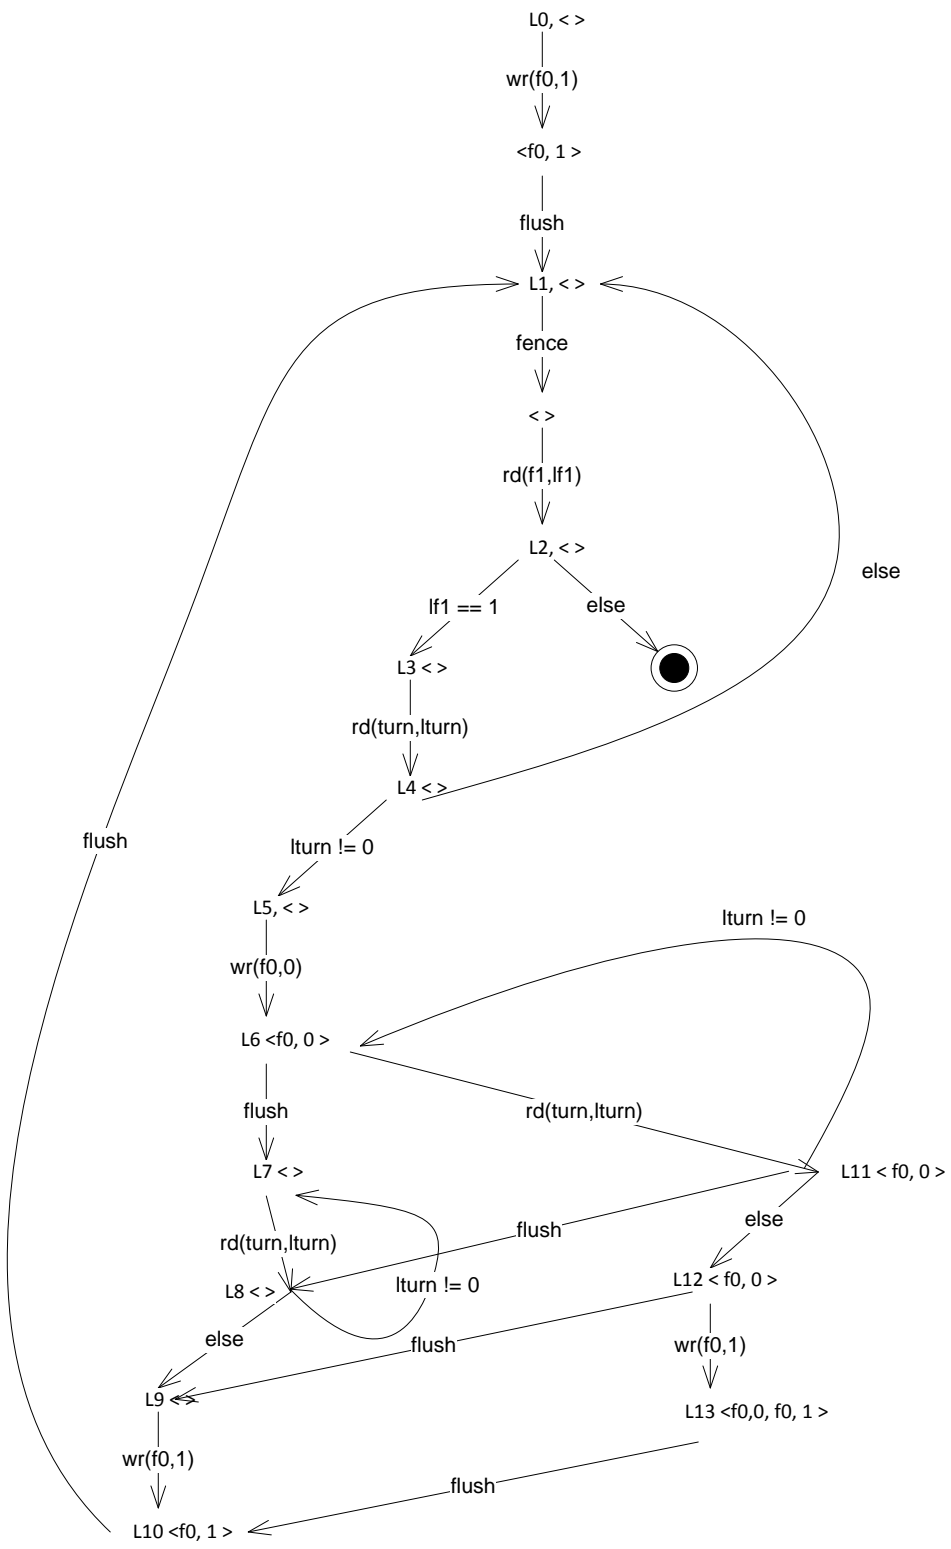 L0, < >
wr(f0,1)
<f0, 1 >
flush
L1, < >
fence
< >
rd(f1,lf1)
L2, < >
else
lf1 == 1
else
L3 < >
rd(turn,lturn)
L4 < >
flush
lturn != 0
L5, < >
lturn != 0
wr(f0,0)
L6 <f0, 0 >
flush
rd(turn,lturn)
L7 < >
L11 < f0, 0 >
else
flush
rd(turn,lturn)
L8 < >
lturn != 0
L12 < f0, 0 >
else
flush
wr(f0,1)
L9 < >
L13 <f0,0, f0, 1 >
wr(f0,1)
flush
L10 <f0, 1 >